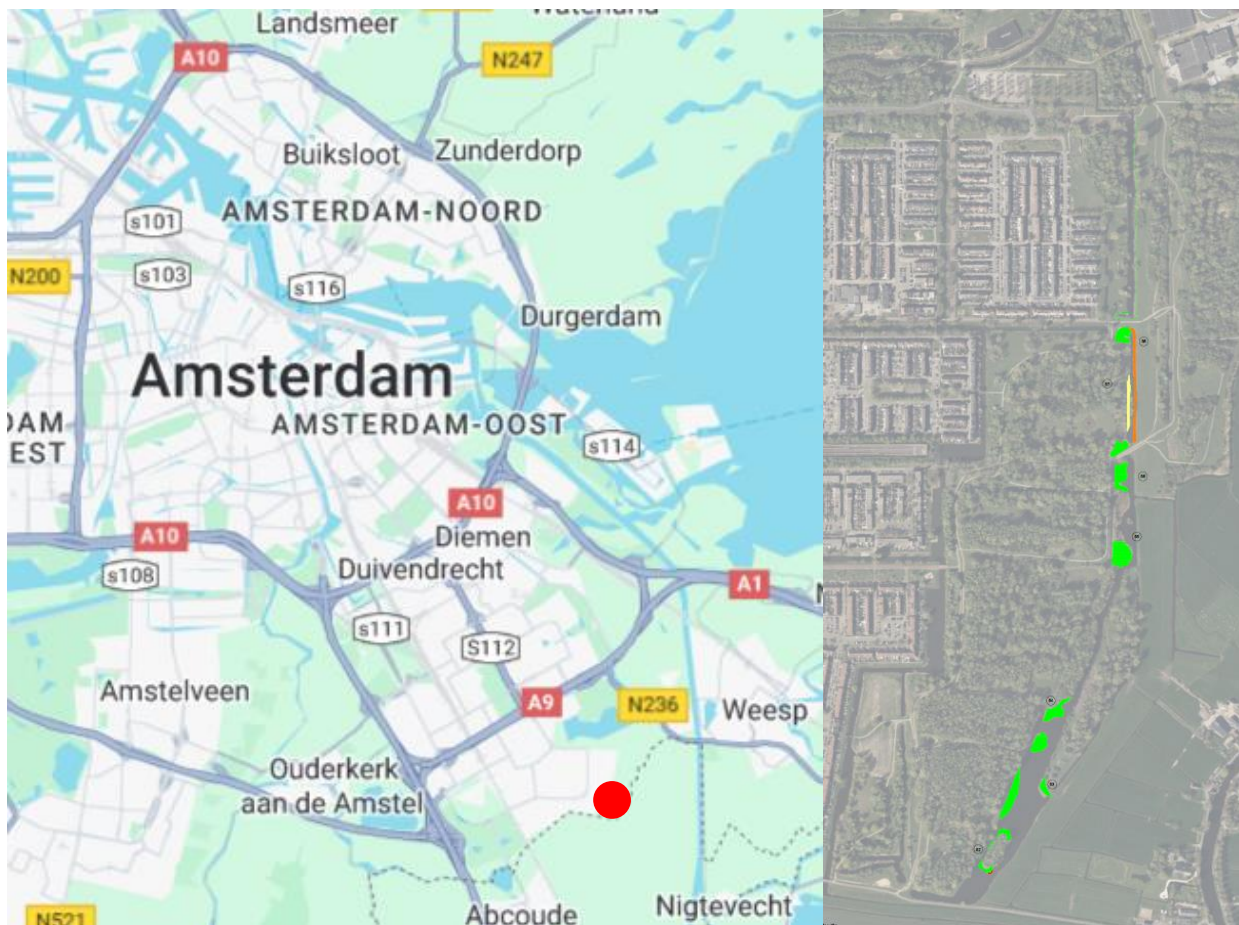 Landsmeer
A10
N247
Buiksloot
Zunderdorp
s101
AMSTERDAM-NOORD
N200
s103
s116
Durgerdam
Amsterdam
DAM
EST
AMSTERDAM-OOST
s114
A10
A10
Diemen
Duivendrecht
s108
A1
s111
S112
Amstelveen
A9
N236
Weesp
Ouderkerk
aan de Amstel
Abcoude
Nigtevecht
N521